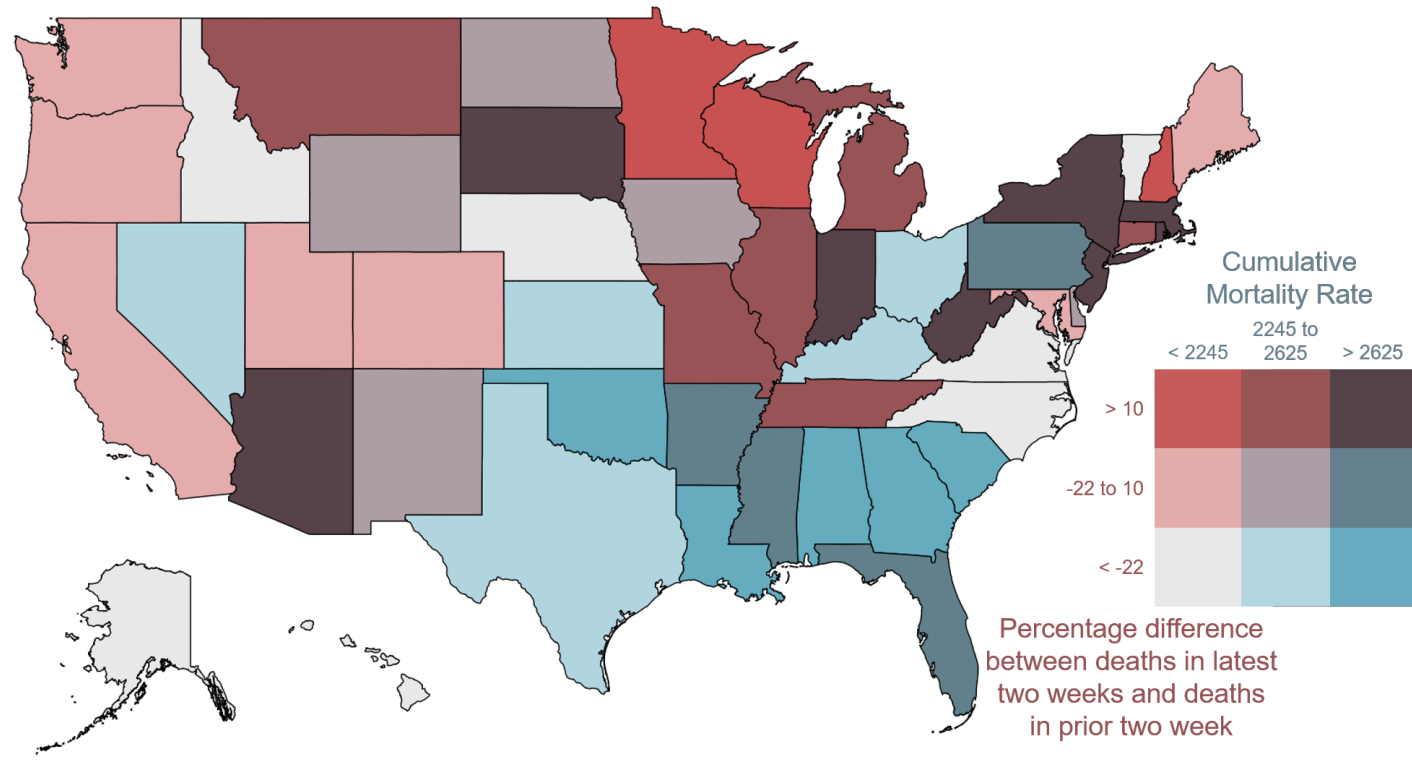 Cumulative
Mortality Rate
< 2245
2245 to
2625
> 2625
> 10
-22 to 10
< -22
Percentage difference
between deaths in latest
two weeks and deaths
in prior two week